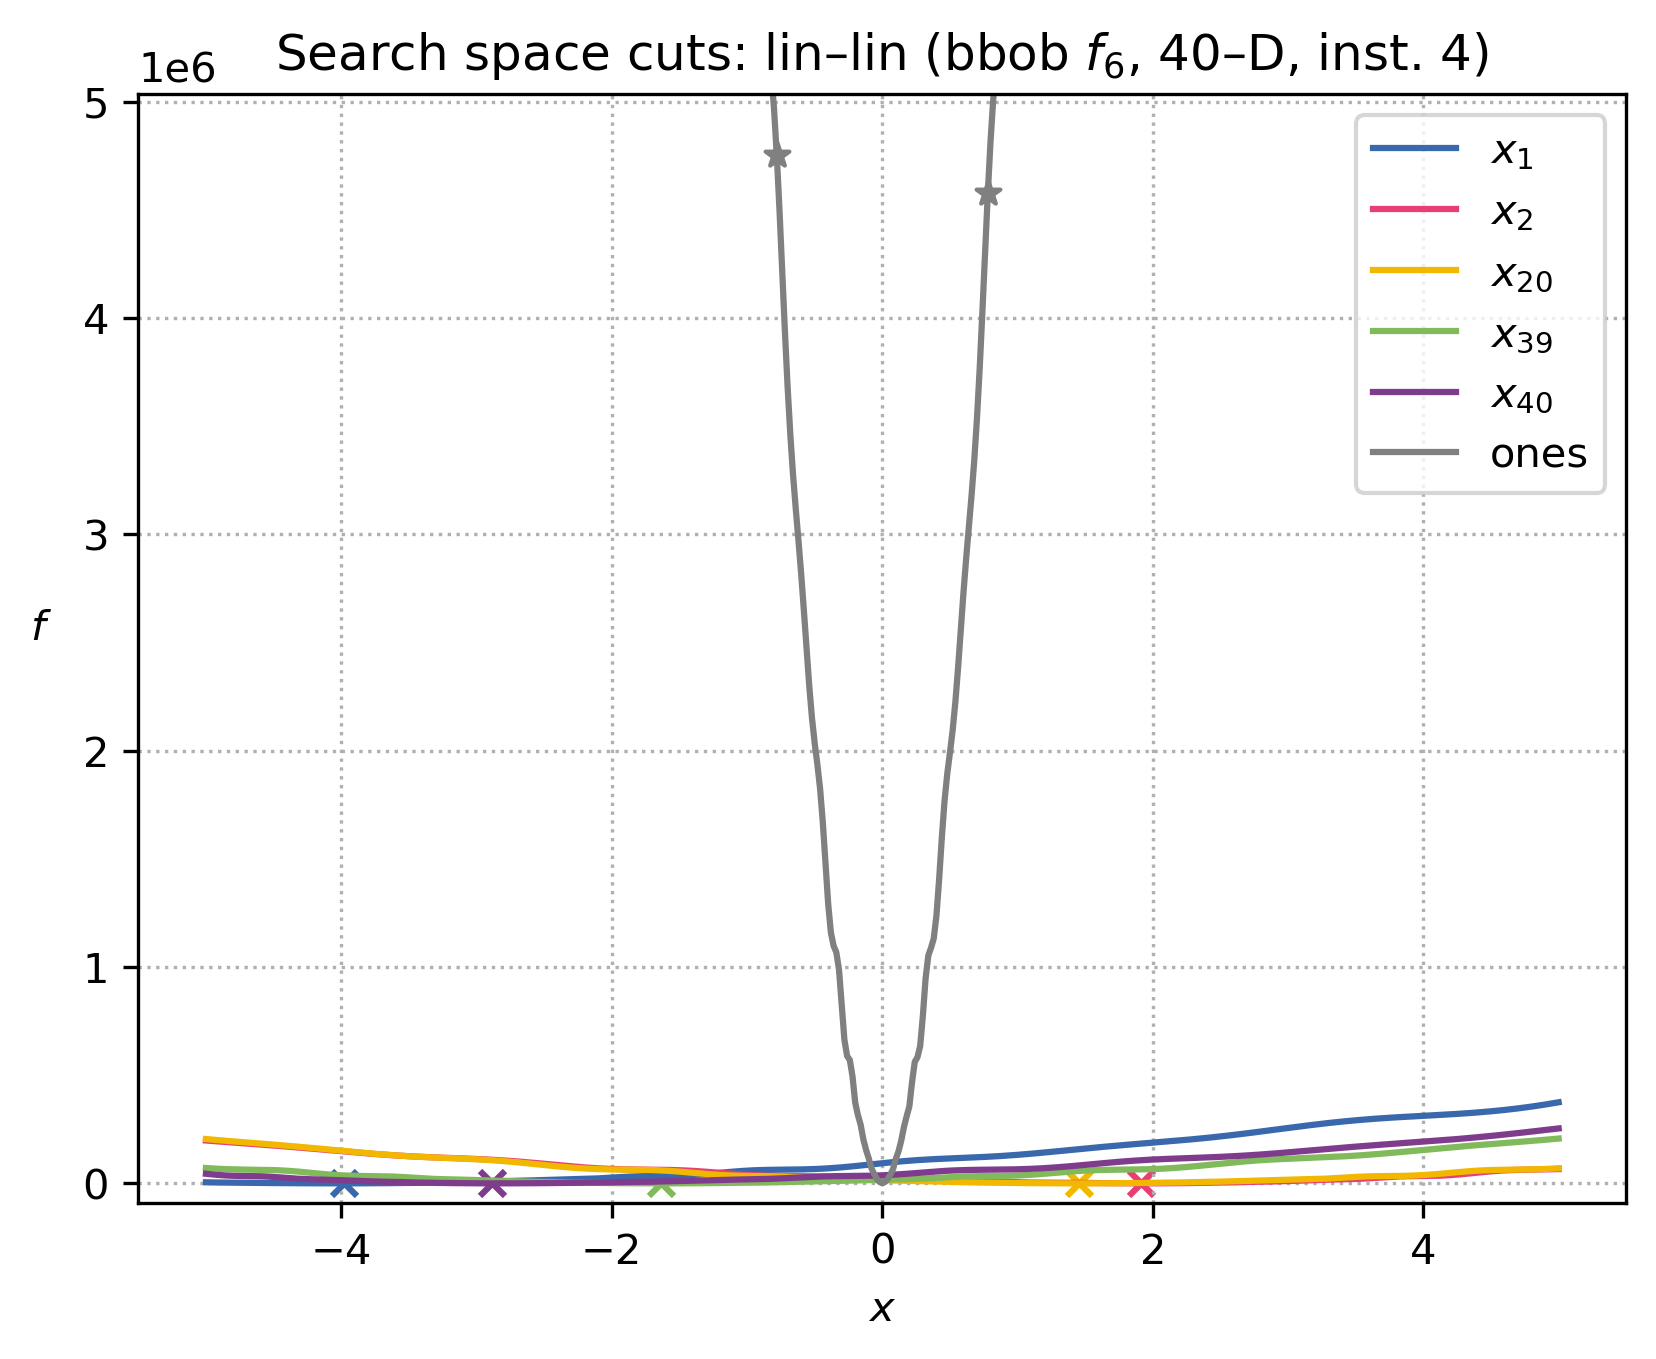 Search space cuts: lin–lin (bbob f₆, 40–D, inst. 4)
1e6
5
4
3
2
1
0
f
−4
−2
0
2
4
x
x₁
x₂
x₂₀
x₃₉
x₄₀
ones